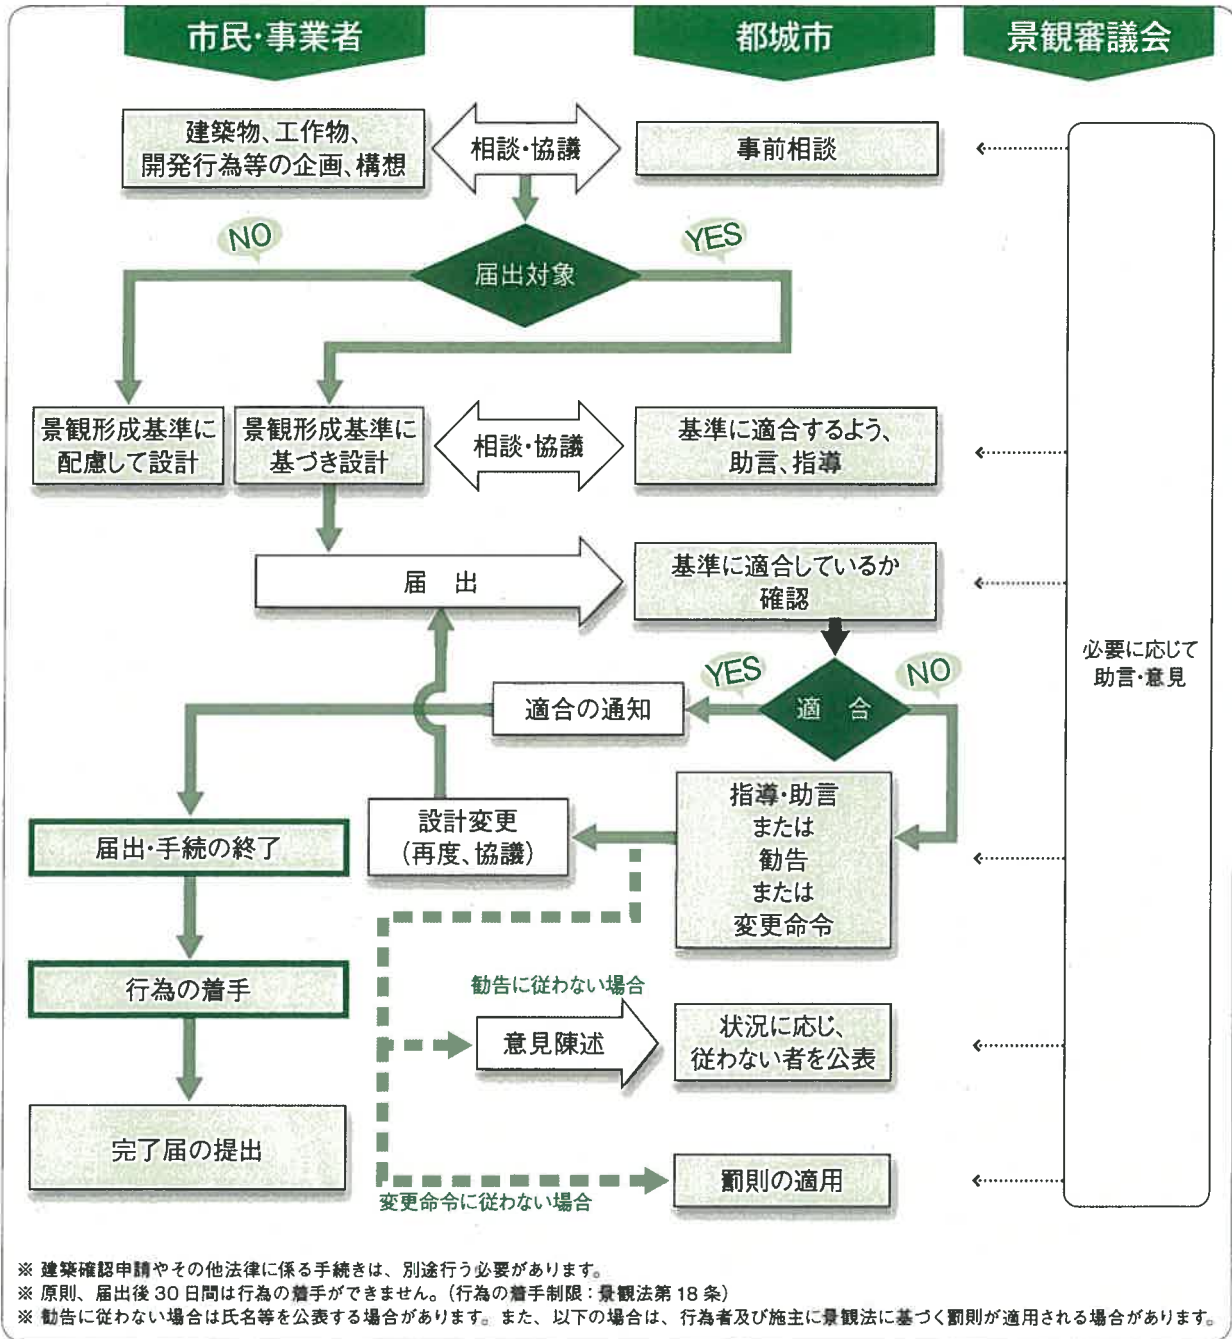 市民・事業者
都城市
景観審議会
建築物、工作物、
開発行為等の企画、構想
相談・協議
事前相談
NO
YES
届出対象
景観形成基準に
配慮して設計
景観形成基準に
基づき設計
相談・協議
基準に適合するよう、
助言、指導
届 出
基準に適合しているか
確認
必要に応じて
助言・意見
YES
NO
適 合
適合の通知
指導・助言
または
勧告
または
変更命令
設計変更
(再度、協議)
届出・手続の終了
行為の着手
勧告に従わない場合
意見陳述
状況に応じ、
従わない者を公表
完了届の提出
罰則の適用
変更命令に従わない場合
※ 建築確認申請やその他法律に係る手続きは、別途行う必要があります。
※ 原則、届出後 30 日間は行為の着手ができません。(行為の着手制限：景観法第 18 条)
※ 勧告に従わない場合は氏名等を公表する場合があります。また、以下の場合は、行為者及び施主に景観法に基づく罰則が適用される場合があります。